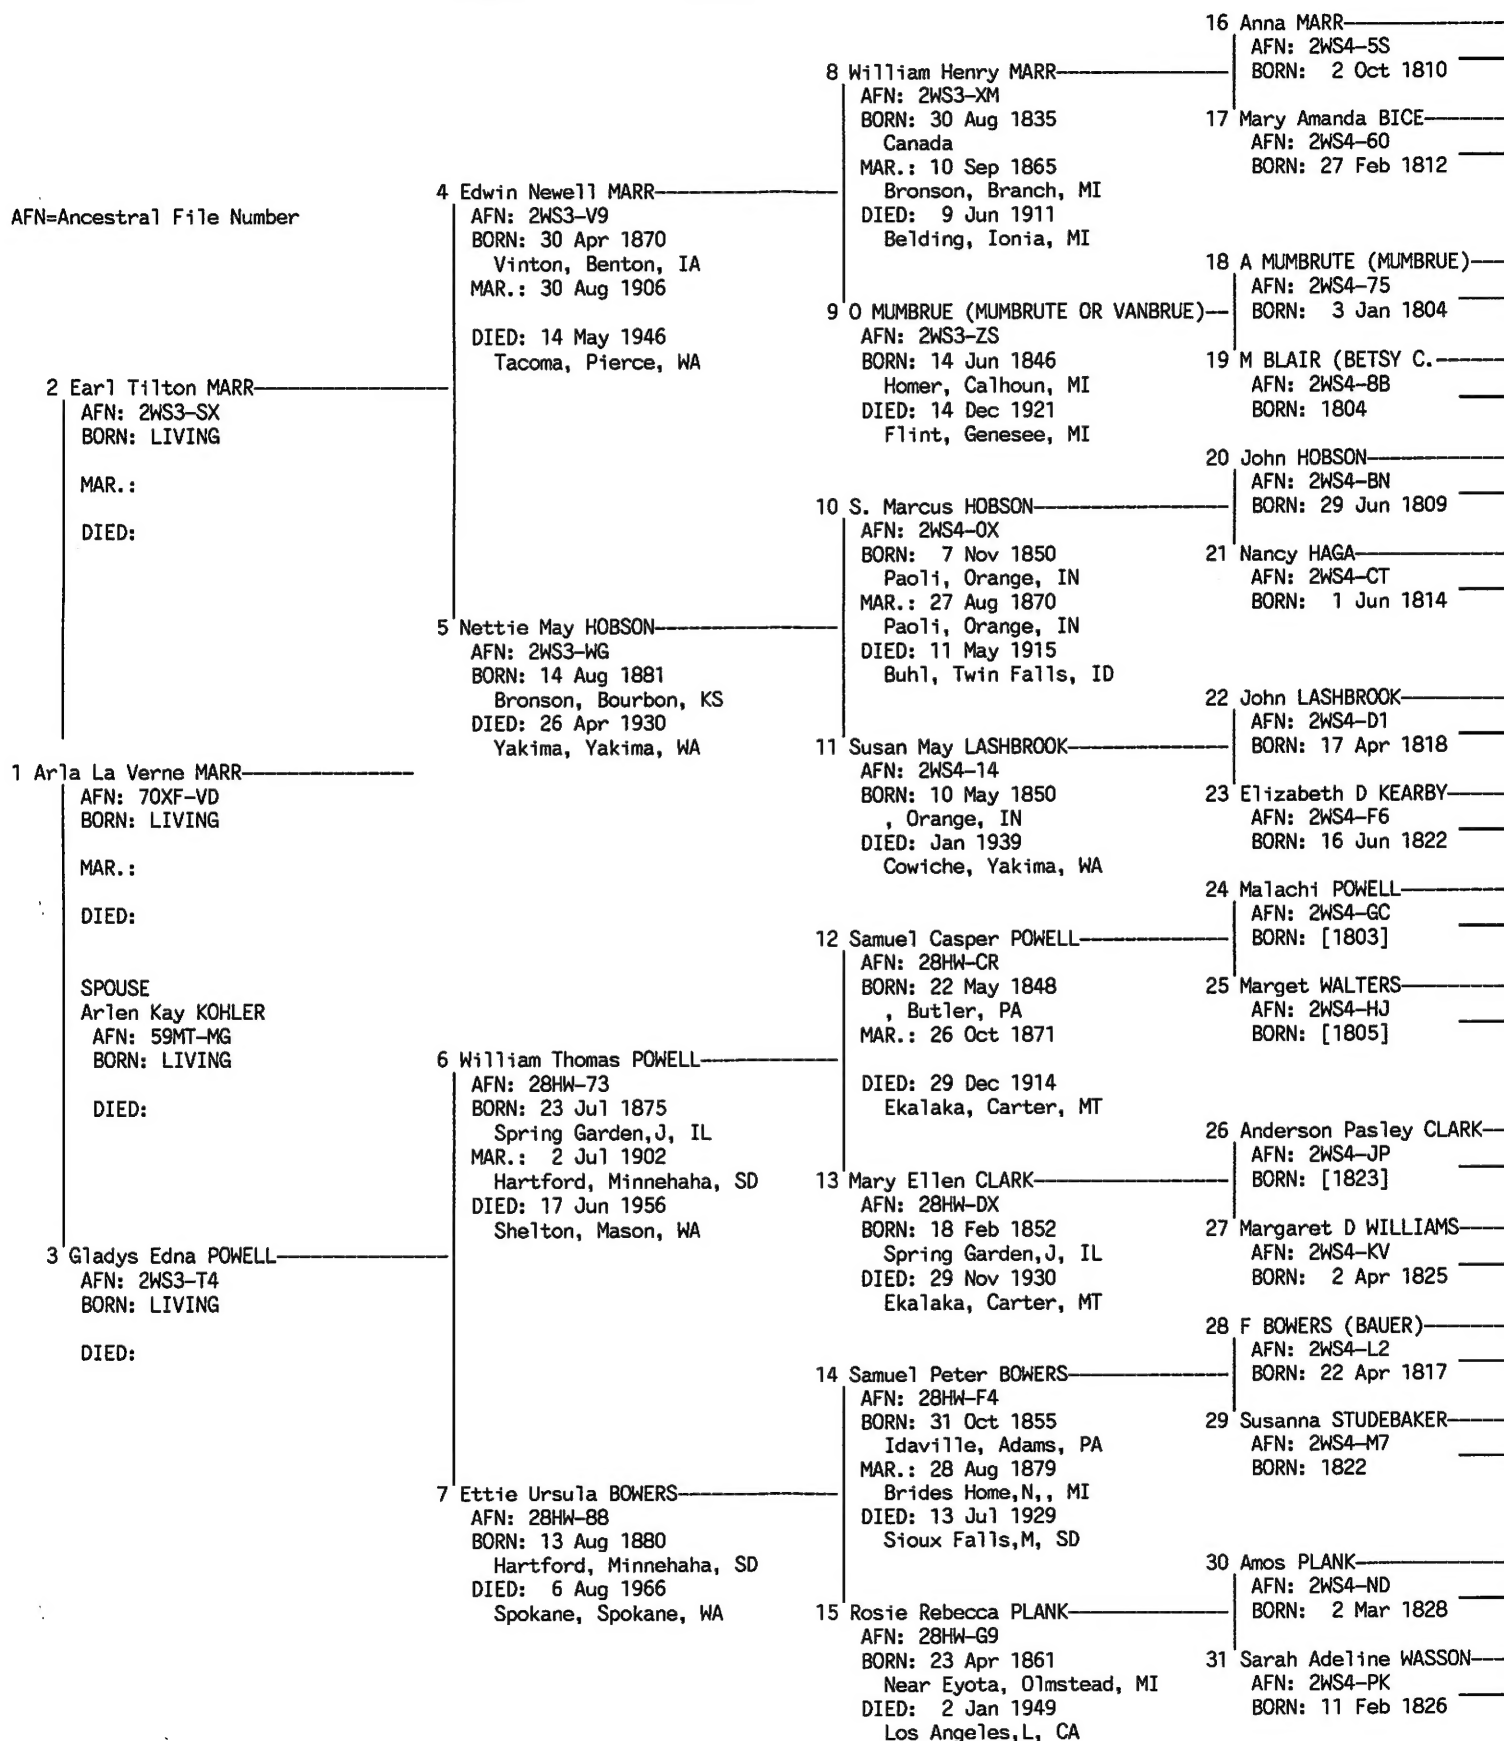 AFN=Ancestral File Number
1 Arla La Verne MARR
AFN: 70XF-VD
BORN: LIVING
MAR.:
DIED:
SPOUSE
Arlen Kay KOHLER
AFN: 59MT-MG
BORN: LIVING
DIED:
2 Earl Tilton MARR
AFN: 2WS3-SX
BORN: LIVING
MAR.:
DIED:
3 Gladys Edna POWELL
AFN: 2WS3-T4
BORN: LIVING
DIED:
4 Edwin Newell MARR
AFN: 2WS3-V9
BORN: 30 Apr 1870
Vinton, Benton, IA
MAR.: 30 Aug 1906
DIED: 14 May 1946
Tacoma, Pierce, WA
5 Nettie May HOBSON
AFN: 2WS3-WG
BORN: 14 Aug 1881
Bronson, Bourbon, KS
DIED: 26 Apr 1930
Yakima, Yakima, WA
6 William Thomas POWELL
AFN: 28HW-73
BORN: 23 Jul 1875
Spring Garden,J, IL
MAR.: 2 Jul 1902
Hartford, Minnehaha, SD
DIED: 17 Jun 1956
Shelton, Mason, WA
7 Ettie Ursula BOWERS
AFN: 28HW-88
BORN: 13 Aug 1880
Hartford, Minnehaha, SD
DIED: 6 Aug 1966
Spokane, Spokane, WA
8 William Henry MARR
AFN: 2WS3-XM
BORN: 30 Aug 1835
Canada
MAR.: 10 Sep 1865
Bronson, Branch, MI
DIED: 9 Jun 1911
Belding, Ionia, MI
9 O MUMBRUE (MUMBRUTE OR VANBRUE)
AFN: 2WS3-ZS
BORN: 14 Jun 1846
Homer, Calhoun, MI
DIED: 14 Dec 1921
Flint, Genesee, MI
10 S. Marcus HOBSON
AFN: 2WS4-0X
BORN: 7 Nov 1850
Paoli, Orange, IN
MAR.: 27 Aug 1870
Paoli, Orange, IN
DIED: 11 May 1915
Buhl, Twin Falls, ID
11 Susan May LASHBROOK
AFN: 2WS4-14
BORN: 10 May 1850
, Orange, IN
DIED: Jan 1939
Cowiche, Yakima, WA
12 Samuel Casper POWELL
AFN: 28HW-CR
BORN: 22 May 1848
, Butler, PA
MAR.: 26 Oct 1871
DIED: 29 Dec 1914
Ekalaka, Carter, MT
13 Mary Ellen CLARK
AFN: 28HW-DX
BORN: 18 Feb 1852
Spring Garden,J, IL
DIED: 29 Nov 1930
Ekalaka, Carter, MT
14 Samuel Peter BOWERS
AFN: 28HW-F4
BORN: 31 Oct 1855
Idaville, Adams, PA
MAR.: 28 Aug 1879
Brides Home,N,, MI
DIED: 13 Jul 1929
Sioux Falls,M, SD
15 Rosie Rebecca PLANK
AFN: 28HW-G9
BORN: 23 Apr 1861
Near Eyota, Olmstead, MI
DIED: 2 Jan 1949
Los Angeles,L, CA
16 Anna MARR
AFN: 2WS4-5S
BORN: 2 Oct 1810
17 Mary Amanda BICE
AFN: 2WS4-60
BORN: 27 Feb 1812
18 A MUMBRUTE (MUMBRUE)
AFN: 2WS4-75
BORN: 3 Jan 1804
19 M BLAIR (BETSY C.
AFN: 2WS4-8B
BORN: 1804
20 John HOBSON
AFN: 2WS4-BN
BORN: 29 Jun 1809
21 Nancy HAGA
AFN: 2WS4-CT
BORN: 1 Jun 1814
22 John LASHBROOK
AFN: 2WS4-D1
BORN: 17 Apr 1818
23 Elizabeth D KEARBY
AFN: 2WS4-F6
BORN: 16 Jun 1822
24 Malachi POWELL
AFN: 2WS4-GC
BORN: [1803]
25 Marget WALTERS
AFN: 2WS4-HJ
BORN: [1805]
26 Anderson Pasley CLARK
AFN: 2WS4-JP
BORN: [1823]
27 Margaret D WILLIAMS
AFN: 2WS4-KV
BORN: 2 Apr 1825
28 F BOWERS (BAUER)
AFN: 2WS4-L2
BORN: 22 Apr 1817
29 Susanna STUDEBAKER
AFN: 2WS4-M7
BORN: 1822
30 Amos PLANK
AFN: 2WS4-ND
BORN: 2 Mar 1828
31 Sarah Adeline WASSON
AFN: 2WS4-PK
BORN: 11 Feb 1826